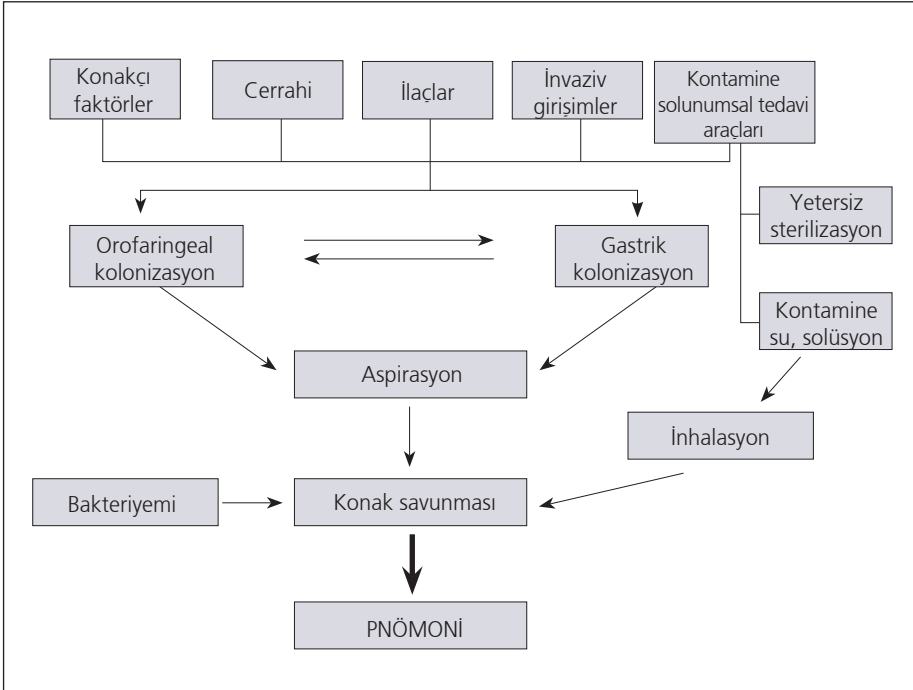 Konakçı
faktörler
Cerrahi
İlaçlar
İnvaziv
girişimler
Kontamine
solunumsal tedavi
araçları
Yetersiz
sterilizasyon
Orofaringeal
kolonizasyon
Gastrik
kolonizasyon
Kontamine
su, solüsyon
Aspirasyon
İnhalasyon
Bakteriyemi
Konak savunması
PNÖMONİ